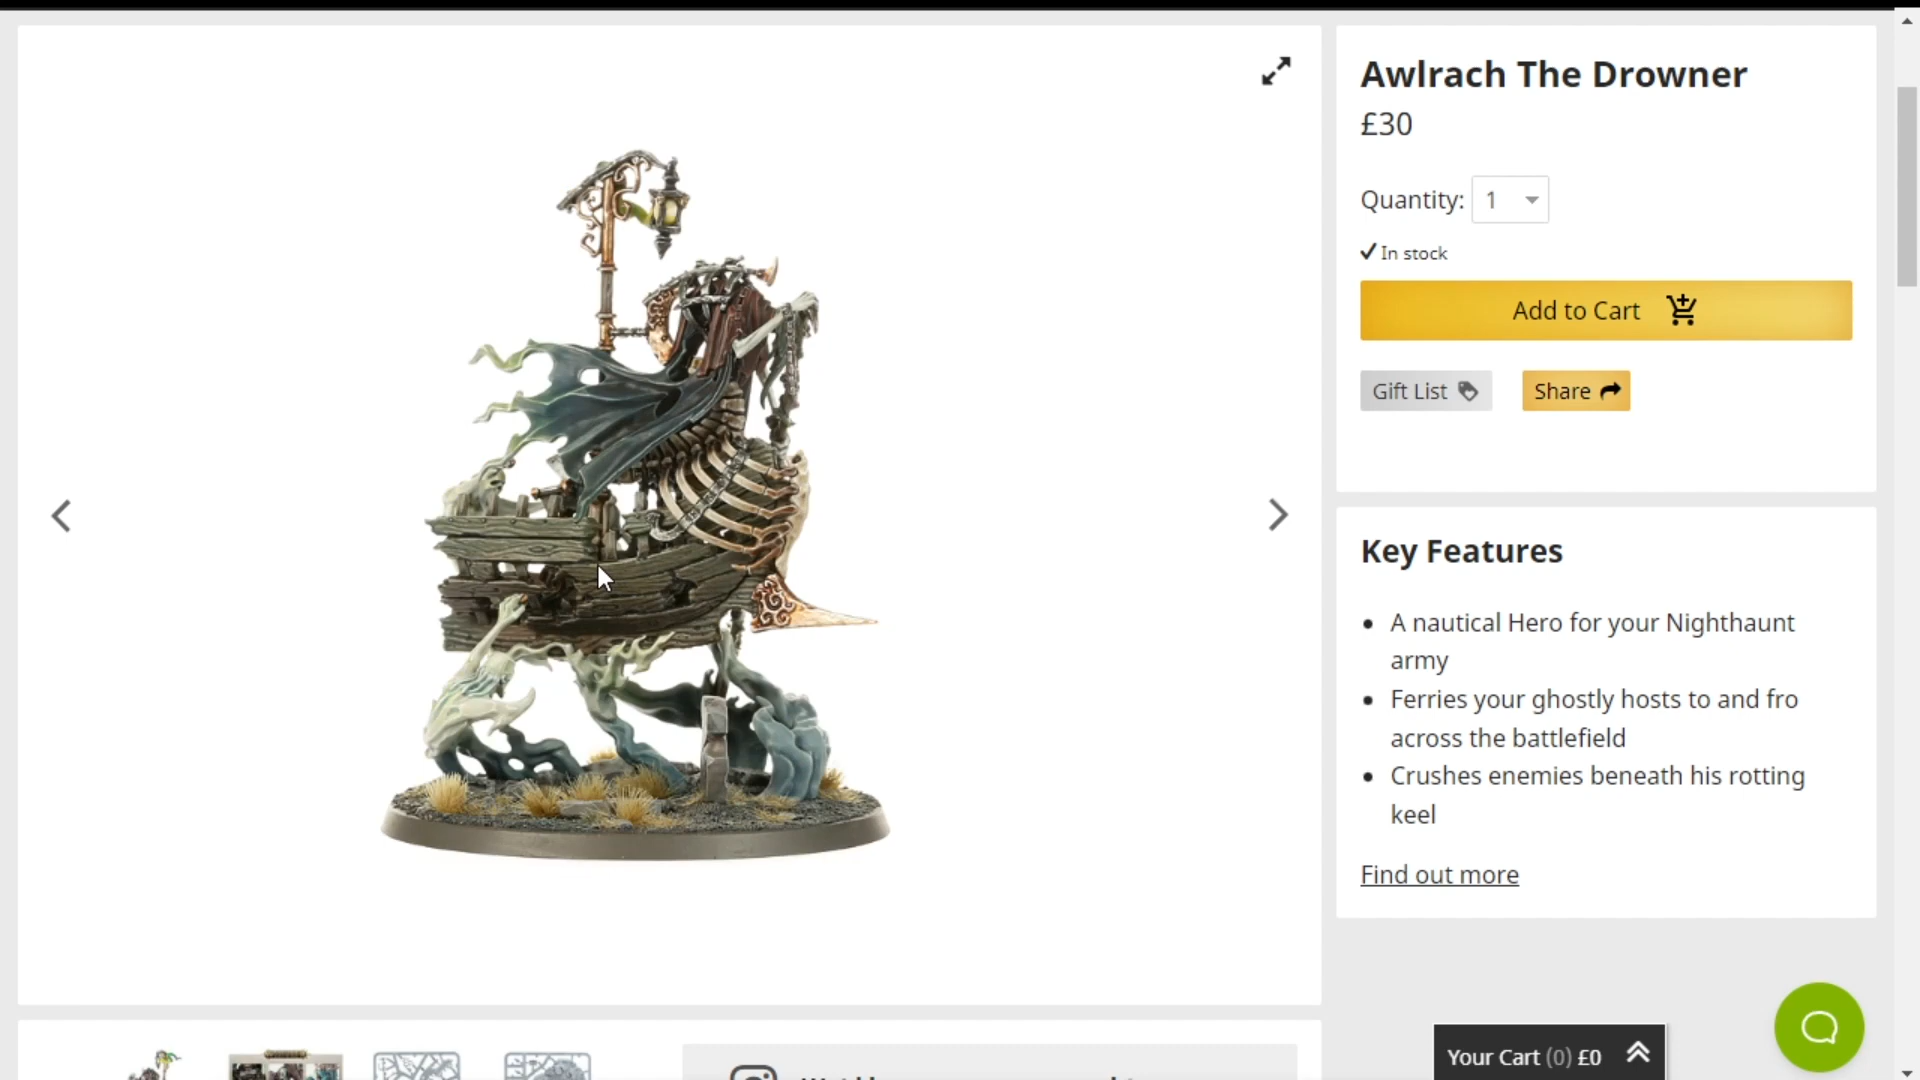 Awlrach The Drowner
£30
Quantity: 1
In stock
Add to Cart
Gift List
Share
Key Features
• A nautical Hero for your Nighthaunt
army
• Ferries your ghostly hosts to and fro
across the battlefield
• Crushes enemies beneath his rotting
keel
Find out more
Your Cart (0) £0